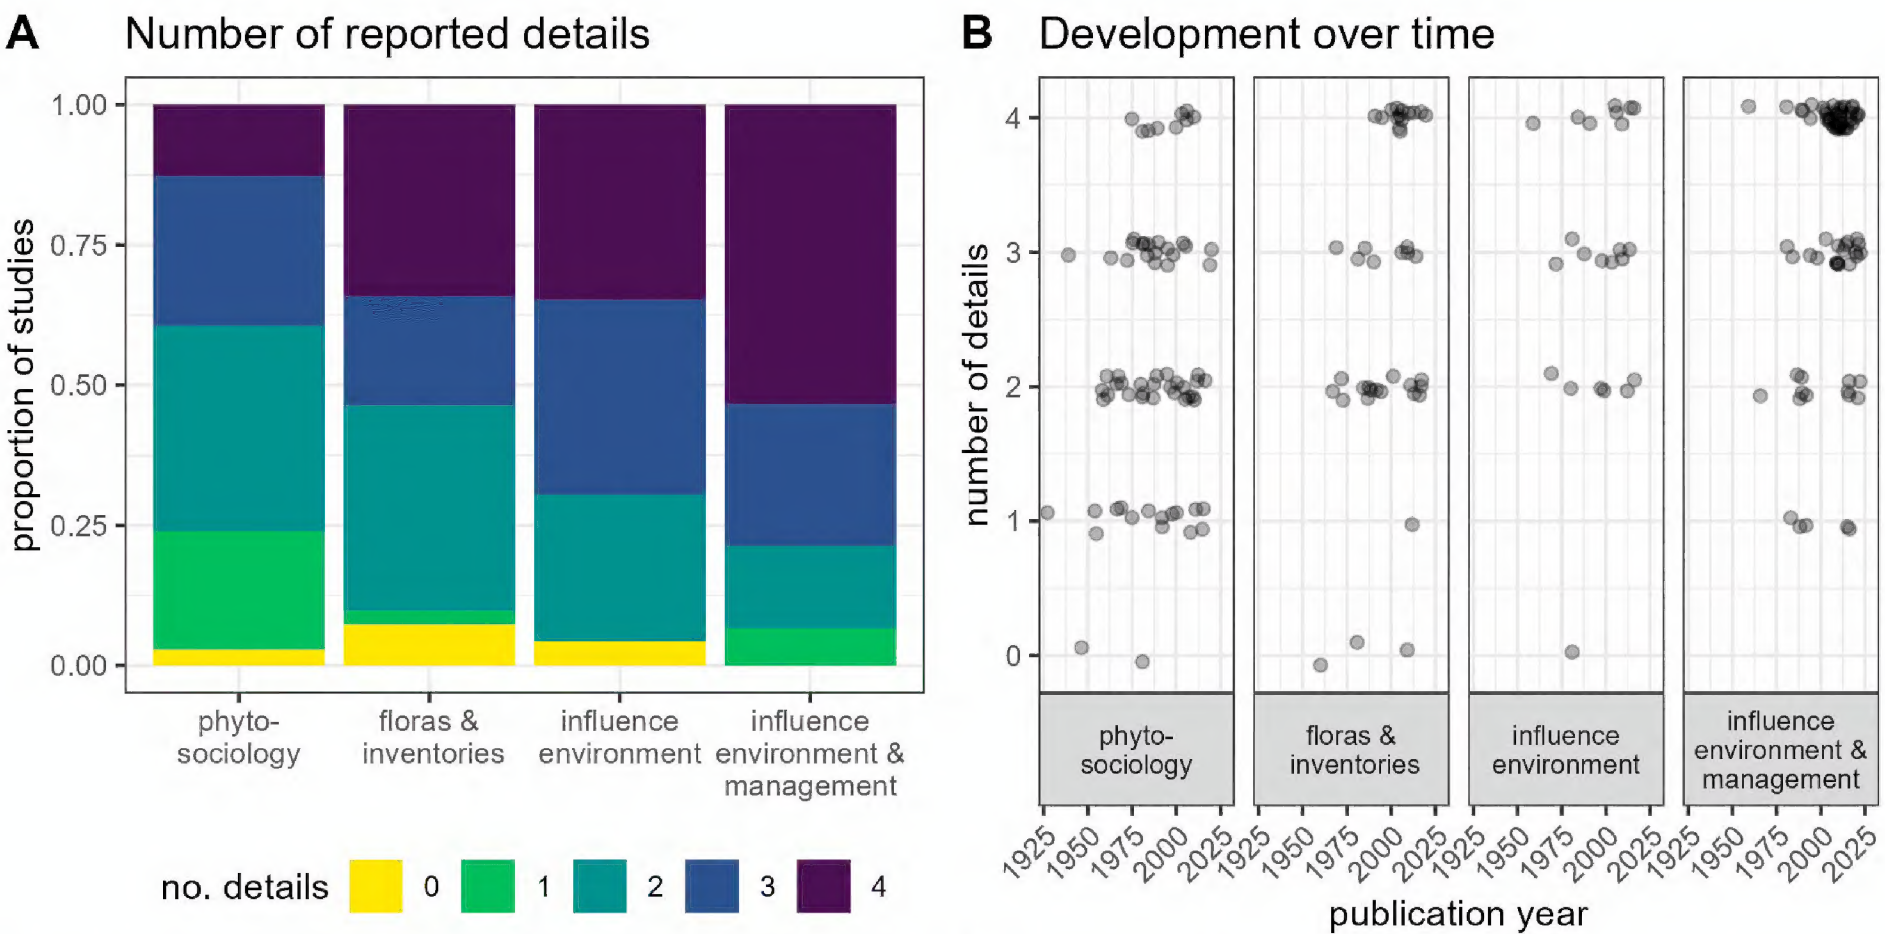 A Number of reported details
proportion of studies
1.00
0.75
0.50
0.25
0.00
phyto-
sociology
floras &
inventories
influence
environment
influence
environment &
management
no. details 0 1 2 3 4
B Development over time
number of details
4
3
2
1
0
phyto-
sociology
floras &
inventories
influence
environment
influence
environment &
management
1925 1950 1975 2000 2025 1925 1950 1975 2000 2025 1925 1950 1975 2000 2025 1925 1950 1975 2000 2025
publication year